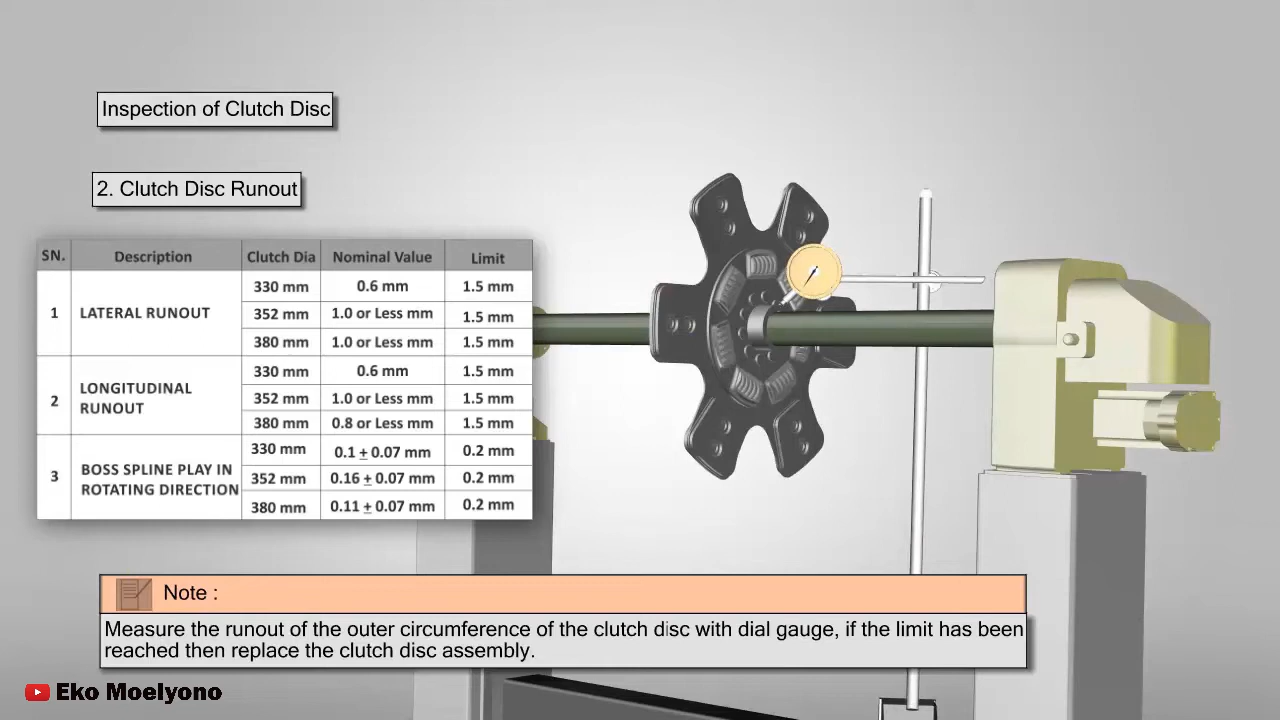 Inspection of Clutch Disc
2. Clutch Disc Runout
SN. Description Clutch Dia Nominal Value Limit
1 LATERAL RUNOUT 330 mm 0.6 mm 1.5 mm
352 mm 1.0 or Less mm 1.5 mm
380 mm 1.0 or Less mm 1.5 mm
2 LONGITUDINAL RUNOUT 330 mm 0.6 mm 1.5 mm
352 mm 1.0 or Less mm 1.5 mm
380 mm 0.8 or Less mm 1.5 mm
3 BOSS SPLINE PLAY IN ROTATING DIRECTION 330 mm 0.1 ± 0.07 mm 0.2 mm
352 mm 0.16 ± 0.07 mm 0.2 mm
380 mm 0.11 ± 0.07 mm 0.2 mm
Note :
Measure the runout of the outer circumference of the clutch disc with dial gauge, if the limit has been
reached then replace the clutch disc assembly.
Eko Moelyono